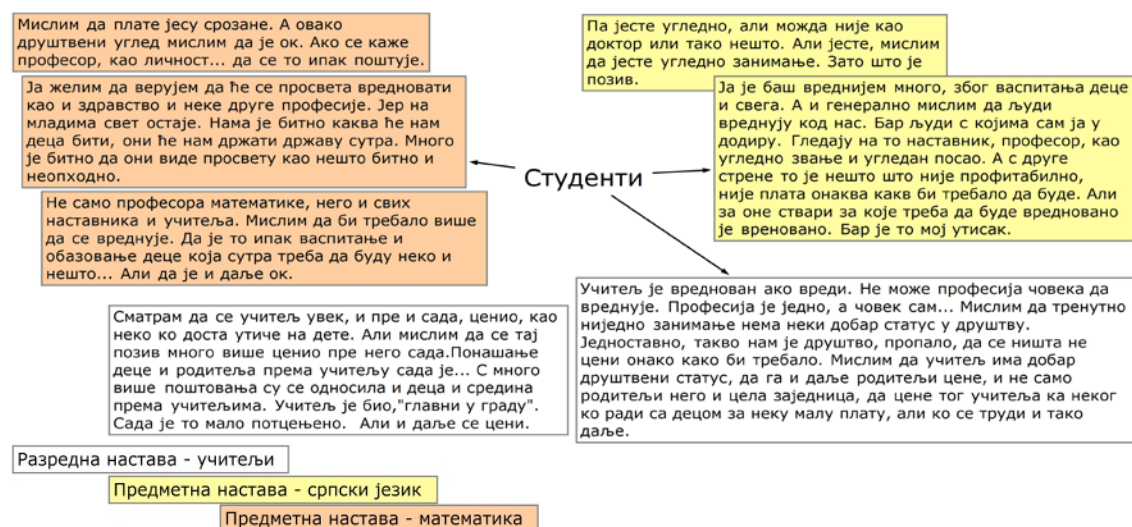 Мислим да плате јесу срозане. А овако
друштвени углед мислим да је ок. Ако се каже
професор, као личност... да се то ипак поштује.
Ја желим да верујем да ће се просвета вредновати
као и здравство и неке друге професије. Јер на
младима свет остаје. Нама је битно каква ће нам
деца бити, они ће нам држати државу сутра. Много
је битно да они виде просвету као нешто битно и
неопходно.
Не само професора математике, него и свих
наставника и учитеља. Мислим да би требало више
да се вреднује. Да је то ипак васпитање и
обазовање деце која сутра треба да буду неко и
нешто... Али да је и даље ок.
Сматрам да се учитељ увек, и пре и сада, ценио, као
неко ко доста утиче на дете. Али мислим да се тај
позив много више ценио пре него сада.Понашање
деце и родитеља према учитељу сада је... С много
више поштовања су се односила и деца и средина
према учитељима. Учитељ је био,"главни у граду".
Сада је то мало потцењено. Али и даље се цени.
Студенти
Па јесте угледно, али можда није као
доктор или тако нешто. Али јесте, мислим
да јесте угледно занимање. Зато што је
позив.
Ја је баш вреднијем много, због васпитања деце
и свега. А и генерално мислим да људи
вреднују код нас. Бар људи с којима сам ја у
додиру. Гледају на то наставник, професор, као
угледно звање и угледан посао. А с друге
стрене то је нешто што није профитабилно,
није плата онаква какв би требало да буде. Али
за оне ствари за које треба да буде вредновано
је вреновано. Бар је то мој утисак.
Учитељ је вреднован ако вреди. Не може професија човека да
вреднује. Професија је једно, а човек сам... Мислим да тренутно
ниједно занимање нема неки добар статус у друштву.
Једноставно, такво нам је друштво, пропало, да се ништа не
цени онако како би требало. Мислим да учитељ има добар
друштвени статус, да га и даље родитељи цене, и не само
родитељи него и цела заједница, да цене тог учитеља ка неког
ко ради са децом за неку малу плату, али ко се труди и тако
даље.
Разредна настава - учитељи
Предметна настава - српски језик
Предметна настава - математика